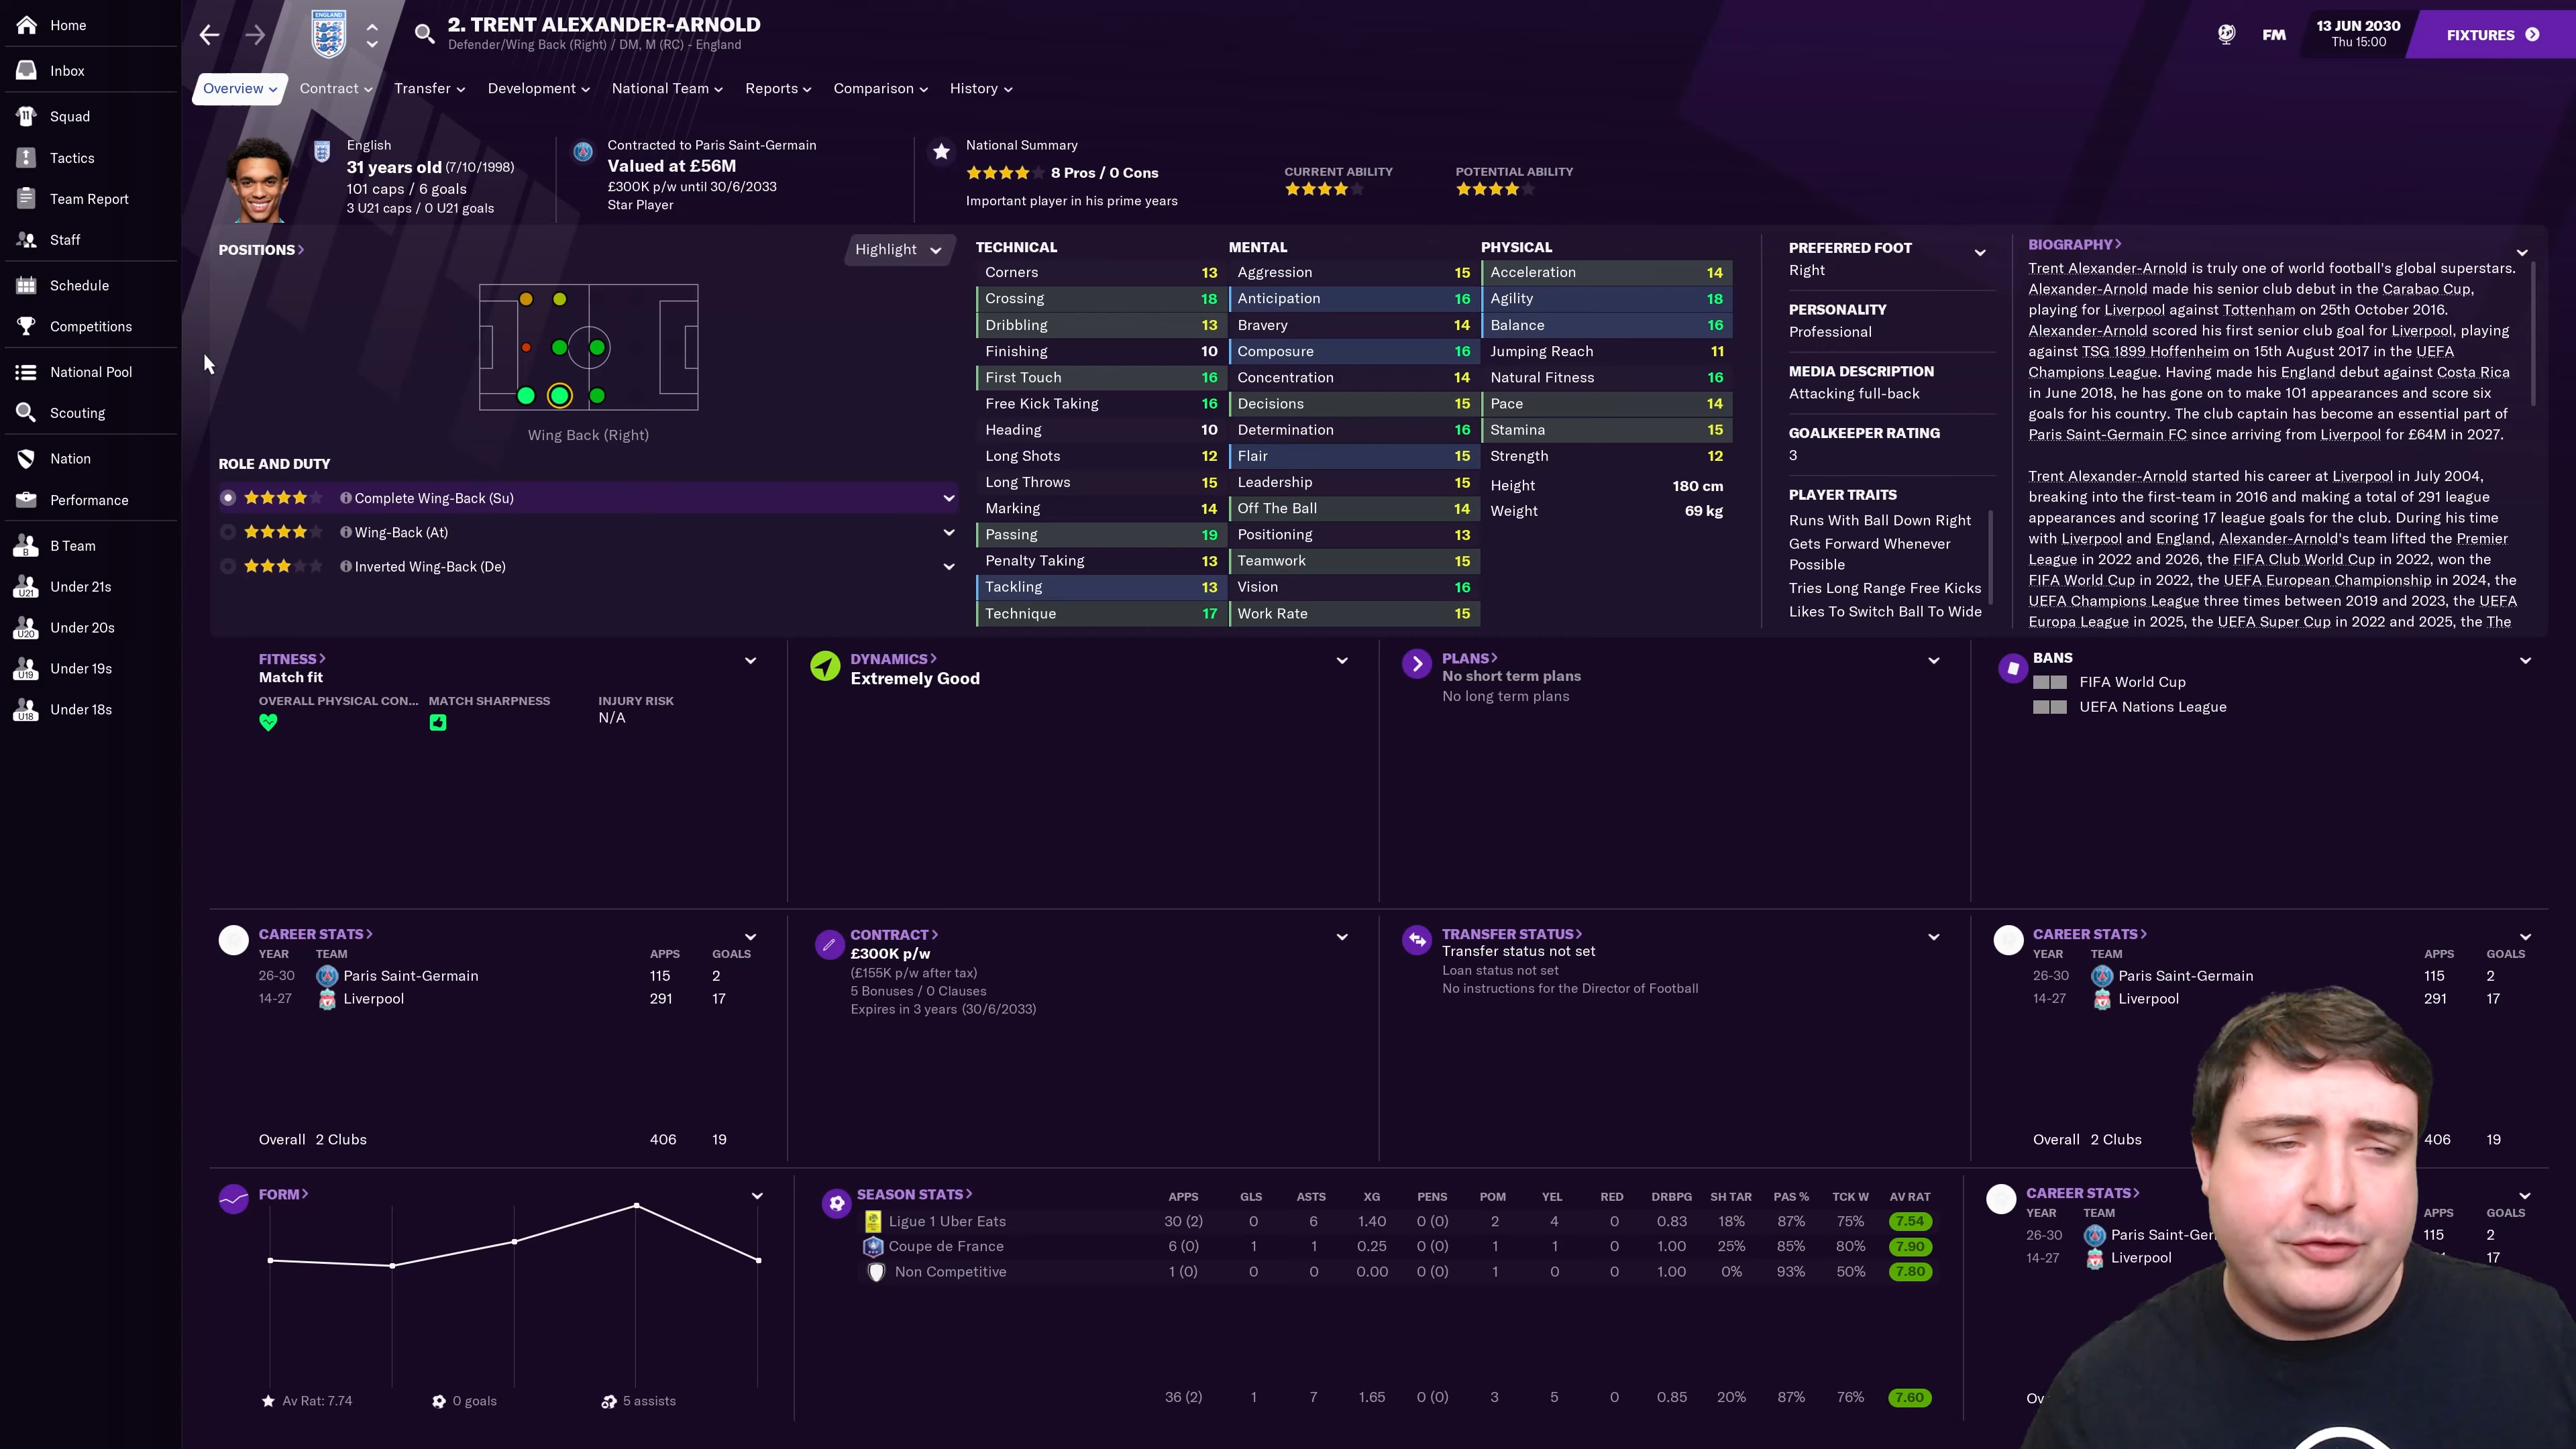 Home
Inbox
Squad
Tactics
Team Report
Staff
Schedule
Competitions
National Pool
Scouting
Nation
Performance
B Team
Under 21s
Under 20s
Under 19s
Under 18s
ENGLAND
2. TRENT ALEXANDER-ARNOLD
Defender/Wing Back (Right) / DM, M (RC) - England
FM
13 JUN 2030
Thu 15:00
FIXTURES
Overview Contract Transfer Development National Team Reports Comparison History
English
31 years old (7/10/1998)
101 caps / 6 goals
3 U21 caps / 0 U21 goals
Contracted to Paris Saint-Germain
Valued at £56M
£300K p/w until 30/6/2033
Star Player
National Summary
8 Pros / 0 Cons
Important player in his prime years
CURRENT ABILITY
POTENTIAL ABILITY
POSITIONS>
Highlight
Wing Back (Right)
ROLE AND DUTY
Complete Wing-Back (Su)
Wing-Back (At)
Inverted Wing-Back (De)
TECHNICAL
Corners 13
Crossing 18
Dribbling 13
Finishing 10
First Touch 16
Free Kick Taking 16
Heading 10
Long Shots 12
Long Throws 15
Marking 14
Passing 19
Penalty Taking 13
Tackling 13
Technique 17
MENTAL
Aggression 15
Anticipation 16
Bravery 14
Composure 16
Concentration 14
Decisions 15
Determination 16
Flair 15
Leadership 15
Off The Ball 14
Positioning 13
Teamwork 15
Vision 16
Work Rate 15
PHYSICAL
Acceleration 14
Agility 18
Balance 16
Jumping Reach 11
Natural Fitness 16
Pace 14
Stamina 15
Strength 12
Height 180 cm
Weight 69 kg
PREFERRED FOOT
Right
PERSONALITY
Professional
MEDIA DESCRIPTION
Attacking full-back
GOALKEEPER RATING
3
PLAYER TRAITS
Runs With Ball Down Right
Gets Forward Whenever
Possible
Tries Long Range Free Kicks
Likes To Switch Ball To Wide
BIOGRAPHY>
Trent Alexander-Arnold is truly one of world football's global superstars.
Alexander-Arnold made his senior club debut in the Carabao Cup,
playing for Liverpool against Tottenham on 25th October 2016.
Alexander-Arnold scored his first senior club goal for Liverpool, playing
against TSG 1899 Hoffenheim on 15th August 2017 in the UEFA
Champions League. Having made his England debut against Costa Rica
in June 2018, he has gone on to make 101 appearances and score six
goals for his country. The club captain has become an essential part of
Paris Saint-Germain FC since arriving from Liverpool for £64M in 2027.
Trent Alexander-Arnold started his career at Liverpool in July 2004,
breaking into the first-team in 2016 and making a total of 291 league
appearances and scoring 17 league goals for the club. During his time
with Liverpool and England, Alexander-Arnold's team lifted the Premier
League in 2022 and 2026, the FIFA Club World Cup in 2022, won the
FIFA World Cup in 2022, the UEFA European Championship in 2024, the
UEFA Champions League three times between 2019 and 2023, the UEFA
Europa League in 2025, the UEFA Super Cup in 2022 and 2025, the The
FITNESS>
Match fit
OVERALL PHYSICAL CON... MATCH SHARPNESS INJURY RISK
N/A
DYNAMICS>
Extremely Good
PLANS>
No short term plans
No long term plans
BANS
FIFA World Cup
UEFA Nations League
CAREER STATS>
YEAR TEAM APPS GOALS
26-30 Paris Saint-Germain 115 2
14-27 Liverpool 291 17
Overall 2 Clubs 406 19
CONTRACT>
£300K p/w
(£155K p/w after tax)
5 Bonuses / 0 Clauses
Expires in 3 years (30/6/2033)
TRANSFER STATUS>
Transfer status not set
Loan status not set
No instructions for the Director of Football
CAREER STATS>
YEAR TEAM APPS GOALS
26-30 Paris Saint-Germain 115 2
14-27 Liverpool 291 17
Overall 2 Clubs 406 19
FORM>
Av Rat: 7.74 0 goals 5 assists
SEASON STATS> APPS GLS ASTS XG PENS POM YEL RED DRBPG SH TAR PAS % TCK W AV RAT
Ligue 1 Uber Eats 30 (2) 0 6 1.40 0 (0) 2 4 0 0.83 18% 87% 75% 7.54
Coupe de France 6 (0) 1 1 0.25 0 (0) 1 1 0 1.00 25% 85% 80% 7.90
Non Competitive 1 (0) 0 0 0.00 0 (0) 1 0 0 1.00 0% 93% 50% 7.80
36 (2) 1 7 1.65 0 (0) 3 5 0 0.85 20% 87% 76% 7.60
CAREER STATS>
YEAR TEAM APPS GOALS
26-30 Paris Saint-Ger 115 2
14-27 Liverpool 17
Ov